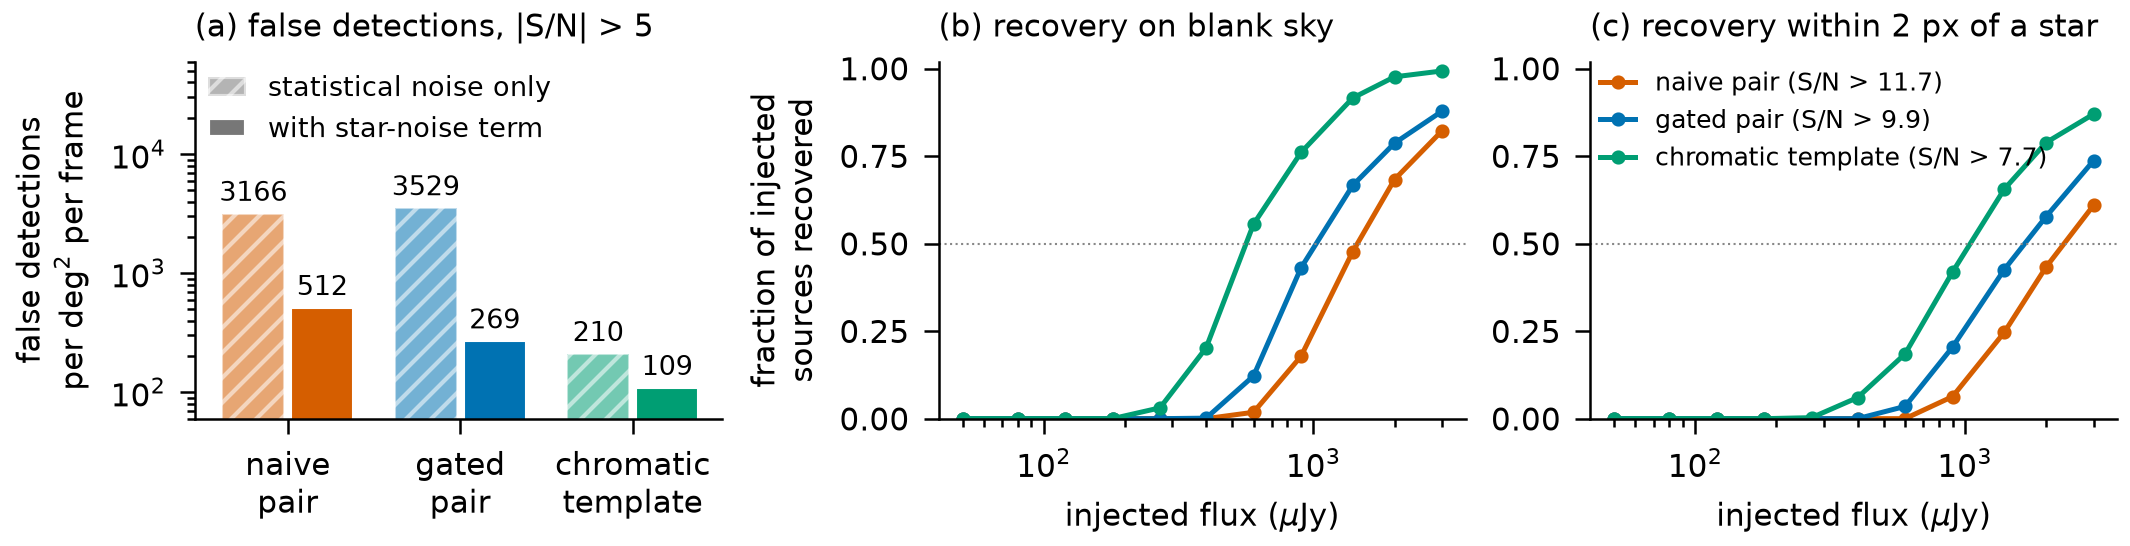 (a) false detections, |S/N| > 5
false detections
per deg² per frame
10⁴
10³
10²
statistical noise only
with star-noise term
3166
512
3529
269
210
109
naive
pair
gated
pair
chromatic
template
(b) recovery on blank sky
fraction of injected
sources recovered
1.00
0.75
0.50
0.25
0.00
10²
10³
injected flux (μJy)
(c) recovery within 2 px of a star
1.00
0.75
0.50
0.25
0.00
naive pair (S/N > 11.7)
gated pair (S/N > 9.9)
chromatic template (S/N > 7.7)
10²
10³
injected flux (μJy)